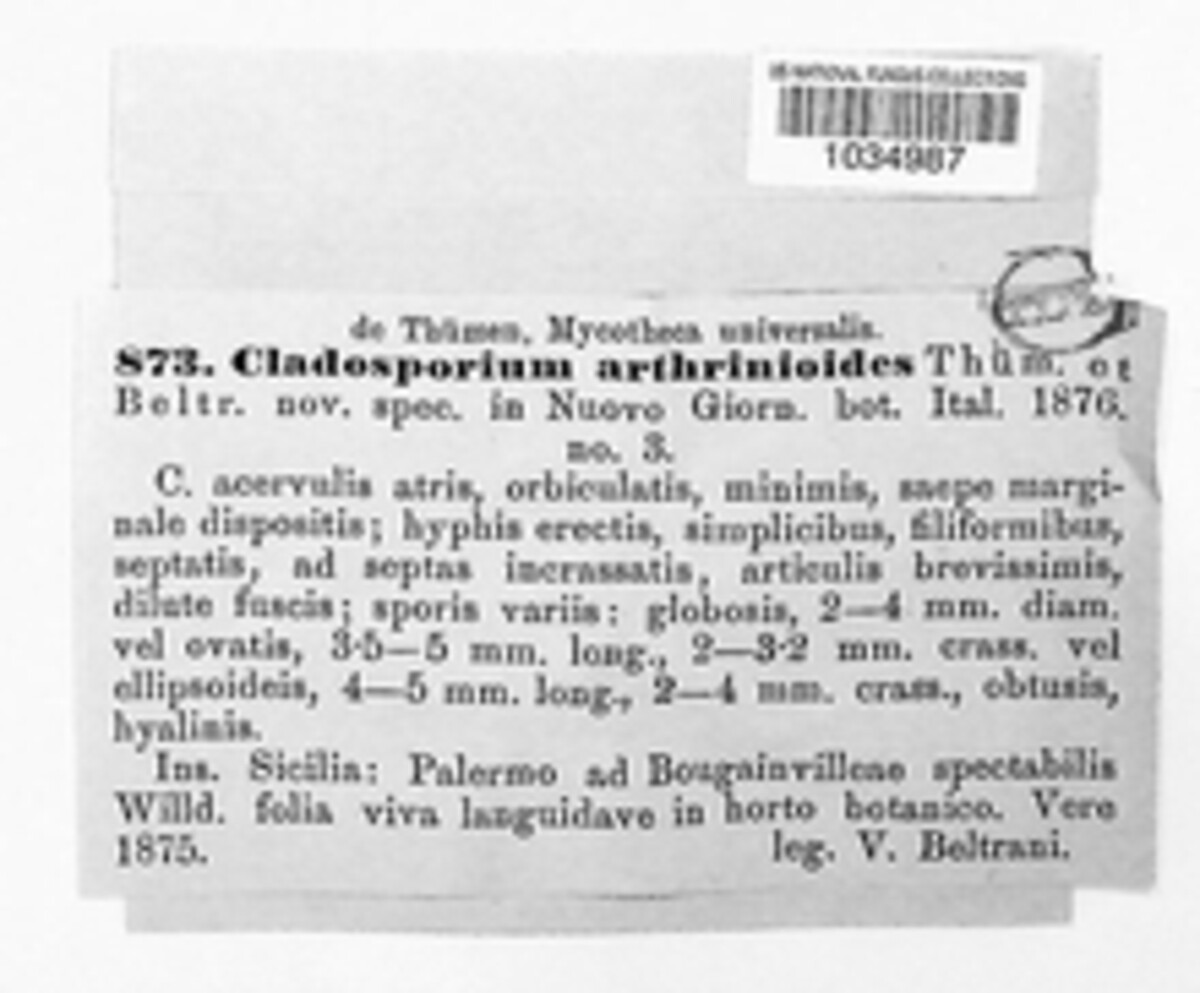 US NATIONAL FUNGUS COLLECTIONS
1034987
de Thümen, Mycotheca universalis.
873. Cladosporium arthrinioides Thüm. et
Beltr. nov. spec. in Nuovo Giorn. bot. Ital. 1876.
no. 3.
C. acervulis atris, orbiculatis, minimis, saepe margi-
nale dispositis; hyphis erectis, simplicibus, filiformibus,
septatis, ad septas incrassatis, articulis brevissimis,
dilute fuscis; sporis variis: globosis, 2—4 mm. diam.
vel ovatis, 3·5—5 mm. long., 2—3·2 mm. crass. vel
ellipsoideis, 4—5 mm. long., 2—4 mm. crass., obtusis,
hyalinis.
Ins. Sicilia: Palermo ad Bougainvilleae spectabilis
Willd. folia viva languidave in horto botanico. Vere
1875. leg. V. Beltrani.